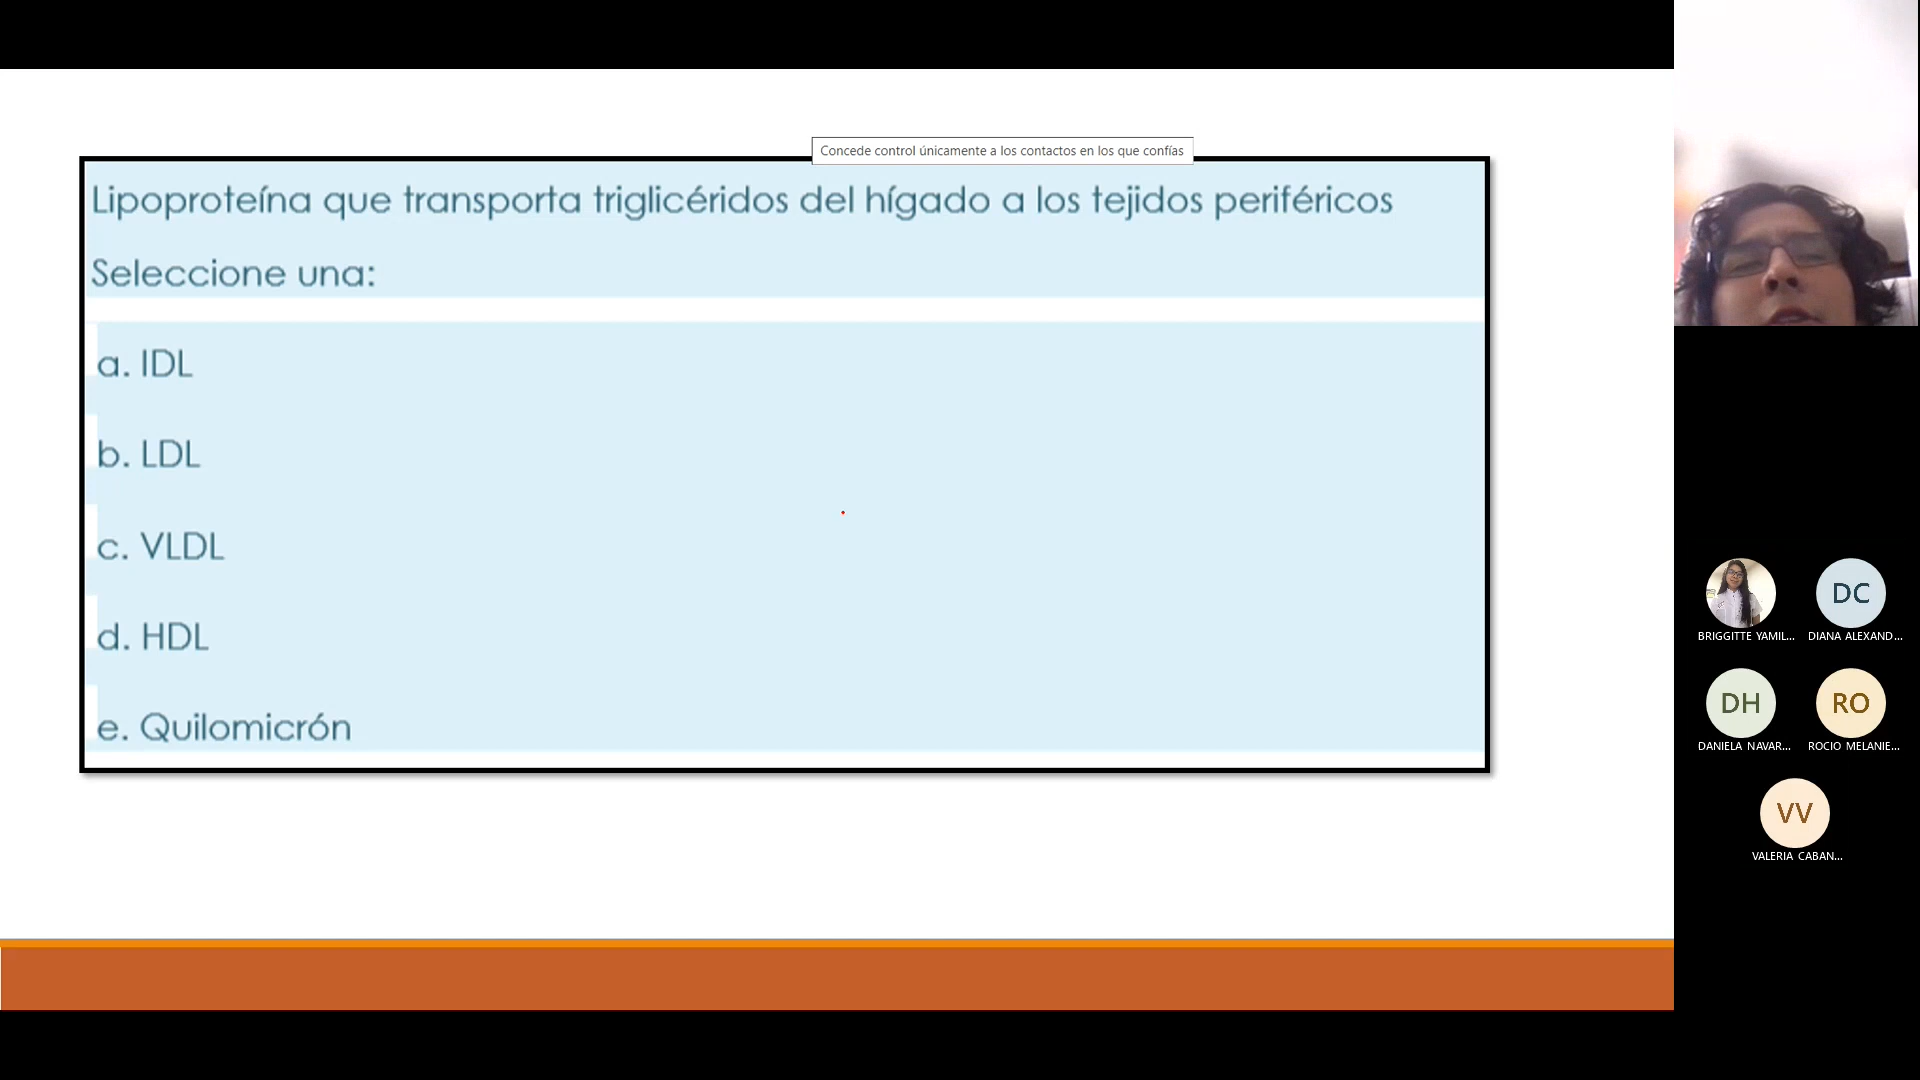 Concede control únicamente a los contactos en los que confías
Lipoproteína que transporta triglicéridos del hígado a los tejidos periféricos
Seleccione una:
a. IDL
b. LDL
c. VLDL
d. HDL
e. Quilomicrón
DC
BRIGGITTE YAMIL...
DIANA ALEXAND...
DH
RO
DANIELA NAVAR...
ROCIO MELANIE...
VV
VALERIA CABAN...